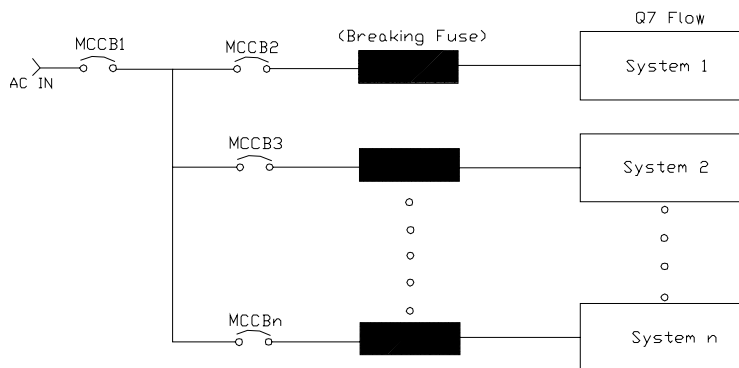 Q7 Flow
MCCB1
MCCB2
(Breaking Fuse)
System 1
AC IN
MCCB3
System 2
MCCBn
System n